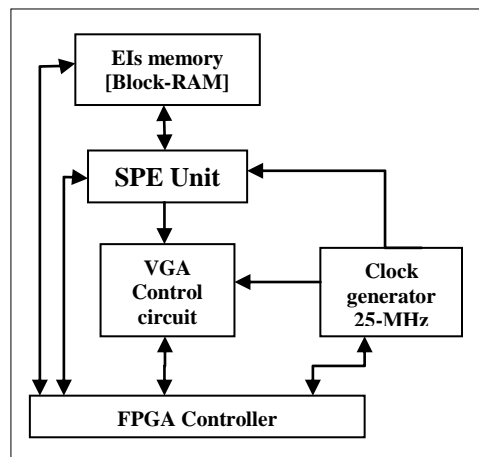 EIs memory
[Block-RAM]
SPE Unit
VGA
Control
circuit
Clock
generator
25-MHz
FPGA Controller